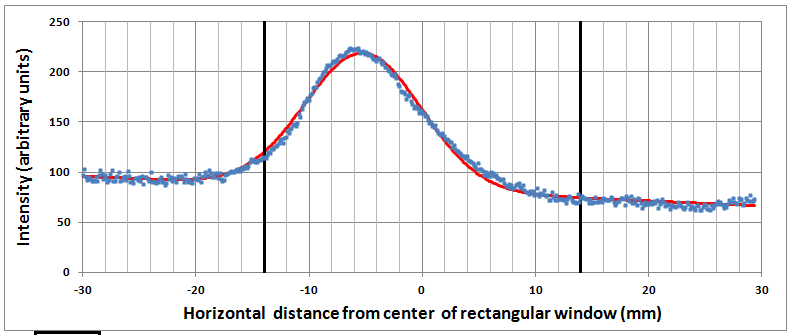 250
200
150
100
50
0
-30 -20 -10 0 10 20 30
Intensity (arbitrary units)
Horizontal distance from center of rectangular window (mm)